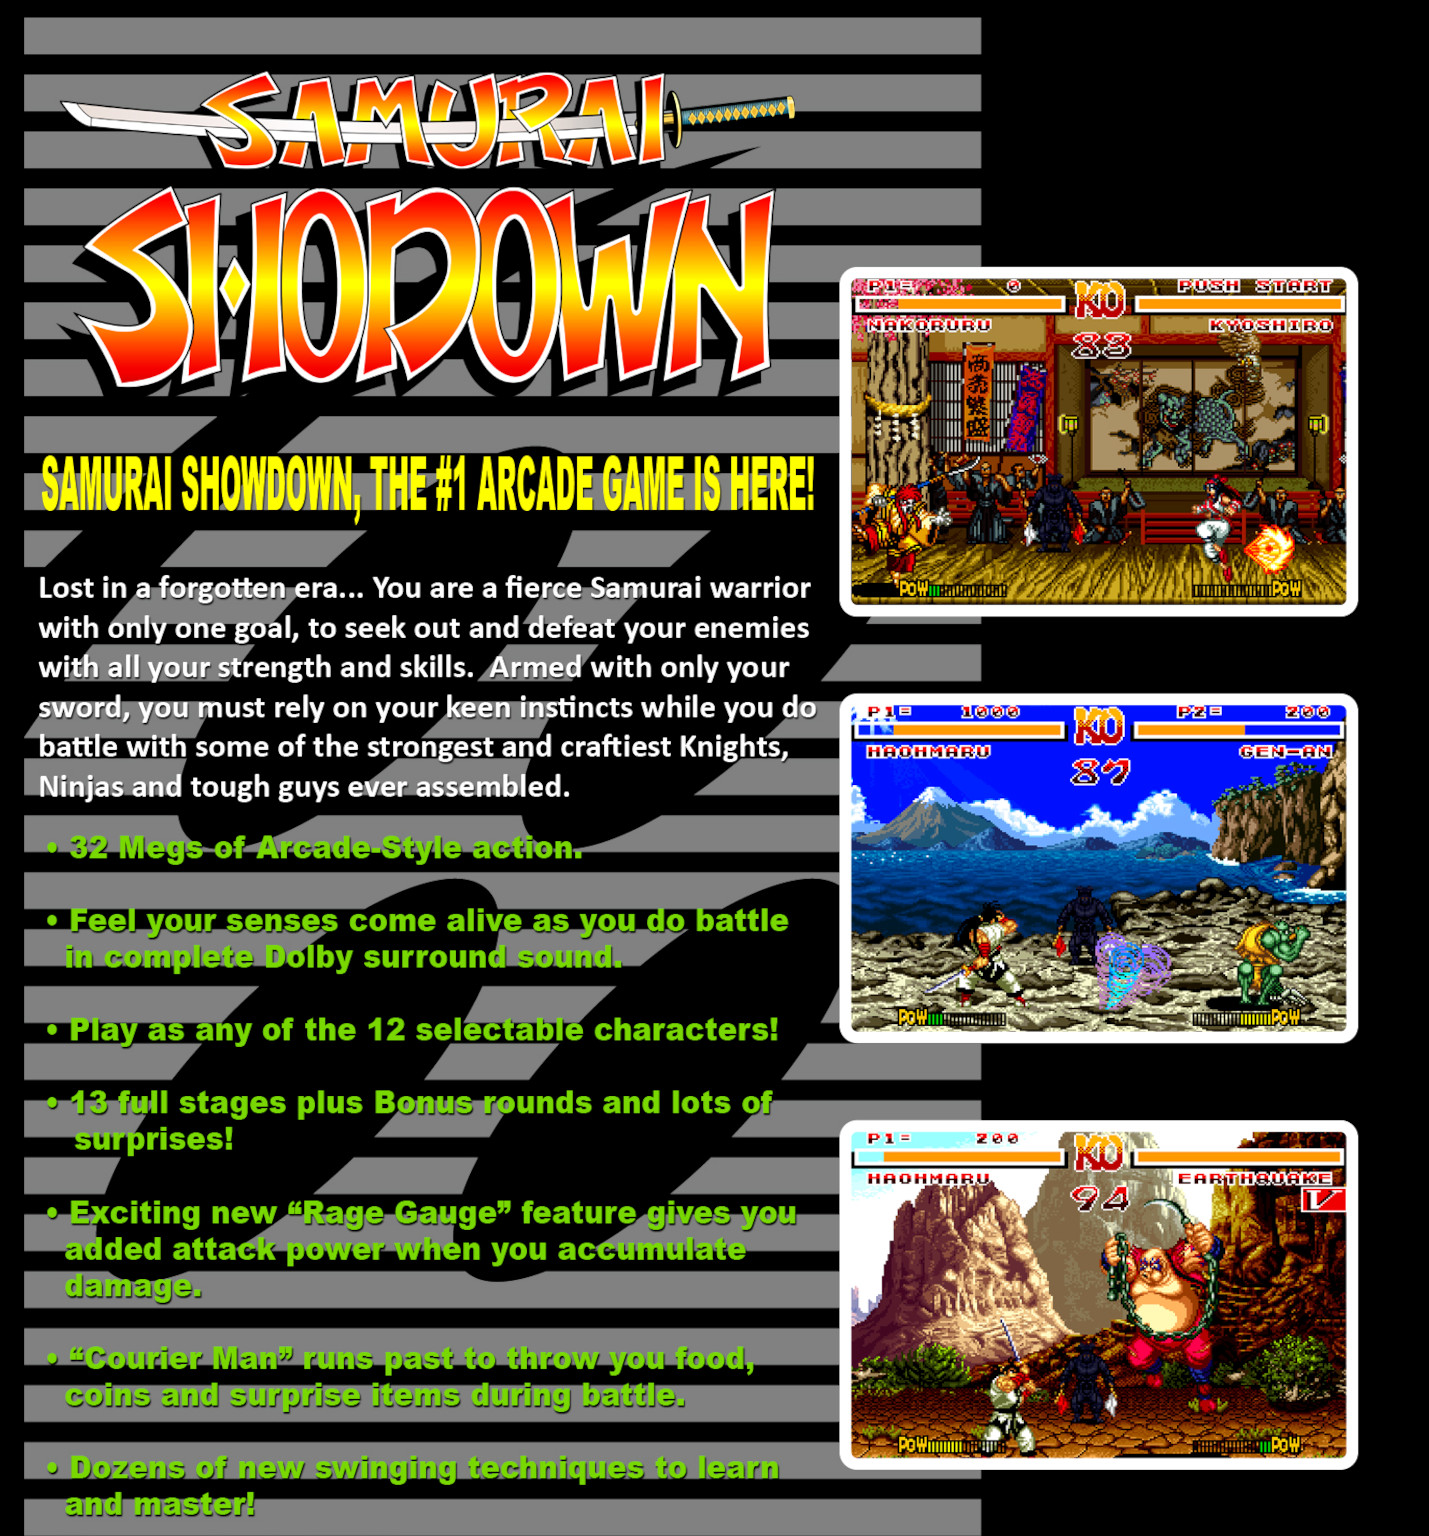 SAMURAI
SHODOWN
SAMURAI SHOWDOWN, THE #1 ARCADE GAME IS HERE!
Lost in a forgotten era... You are a fierce Samurai warrior
with only one goal, to seek out and defeat your enemies
with all your strength and skills.  Armed with only your
sword, you must rely on your keen instincts while you do
battle with some of the strongest and craftiest Knights,
Ninjas and tough guys ever assembled.
• 32 Megs of Arcade-Style action.
• Feel your senses come alive as you do battle
in complete Dolby surround sound.
• Play as any of the 12 selectable characters!
• 13 full stages plus Bonus rounds and lots of
surprises!
• Exciting new “Rage Gauge” feature gives you
added attack power when you accumulate
damage.
• “Courier Man” runs past to throw you food,
coins and surprise items during battle.
• Dozens of new swinging techniques to learn
and master!
P1= 0 KO PUSH START
NAKORURU 83 KYOSHIRO
商売繁盛
POW POW
P1= 1000 KO P2= 200
HAOHMARU 87 GEN-AN
POW POW
P1= 200 KO
HAOHMARU 94 EARTHQUAKE
V
POW POW